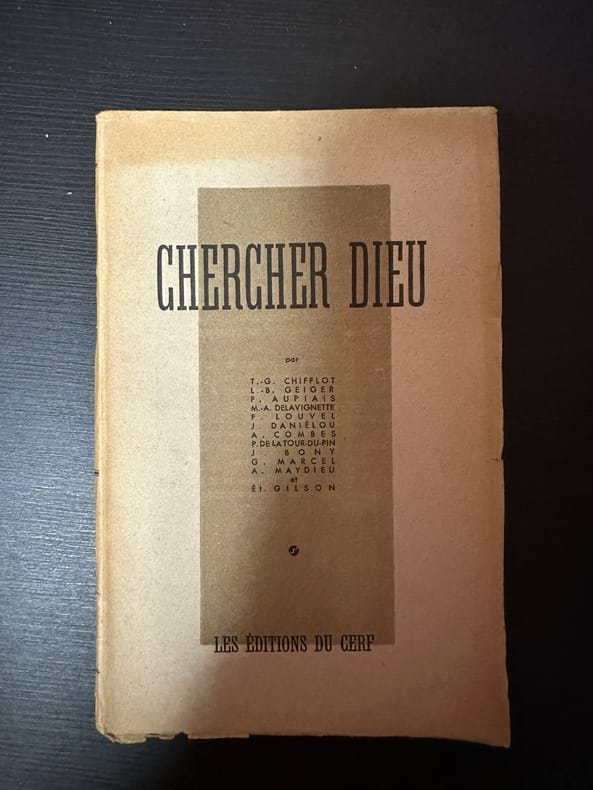 CHERCHER DIEU
par
T.-G. CHIFFLOT
L.-B. GEIGER
F. AUPIAIS
M.-A. DELAVIGNETTE
F. LOUVEL
J. DANIÉLOU
A. COMBES
P. DE LA TOUR-DU-PIN
J. BONY
G. MARCEL
A. MAYDIEU
et
Ét. GILSON
LES ÉDITIONS DU CERF